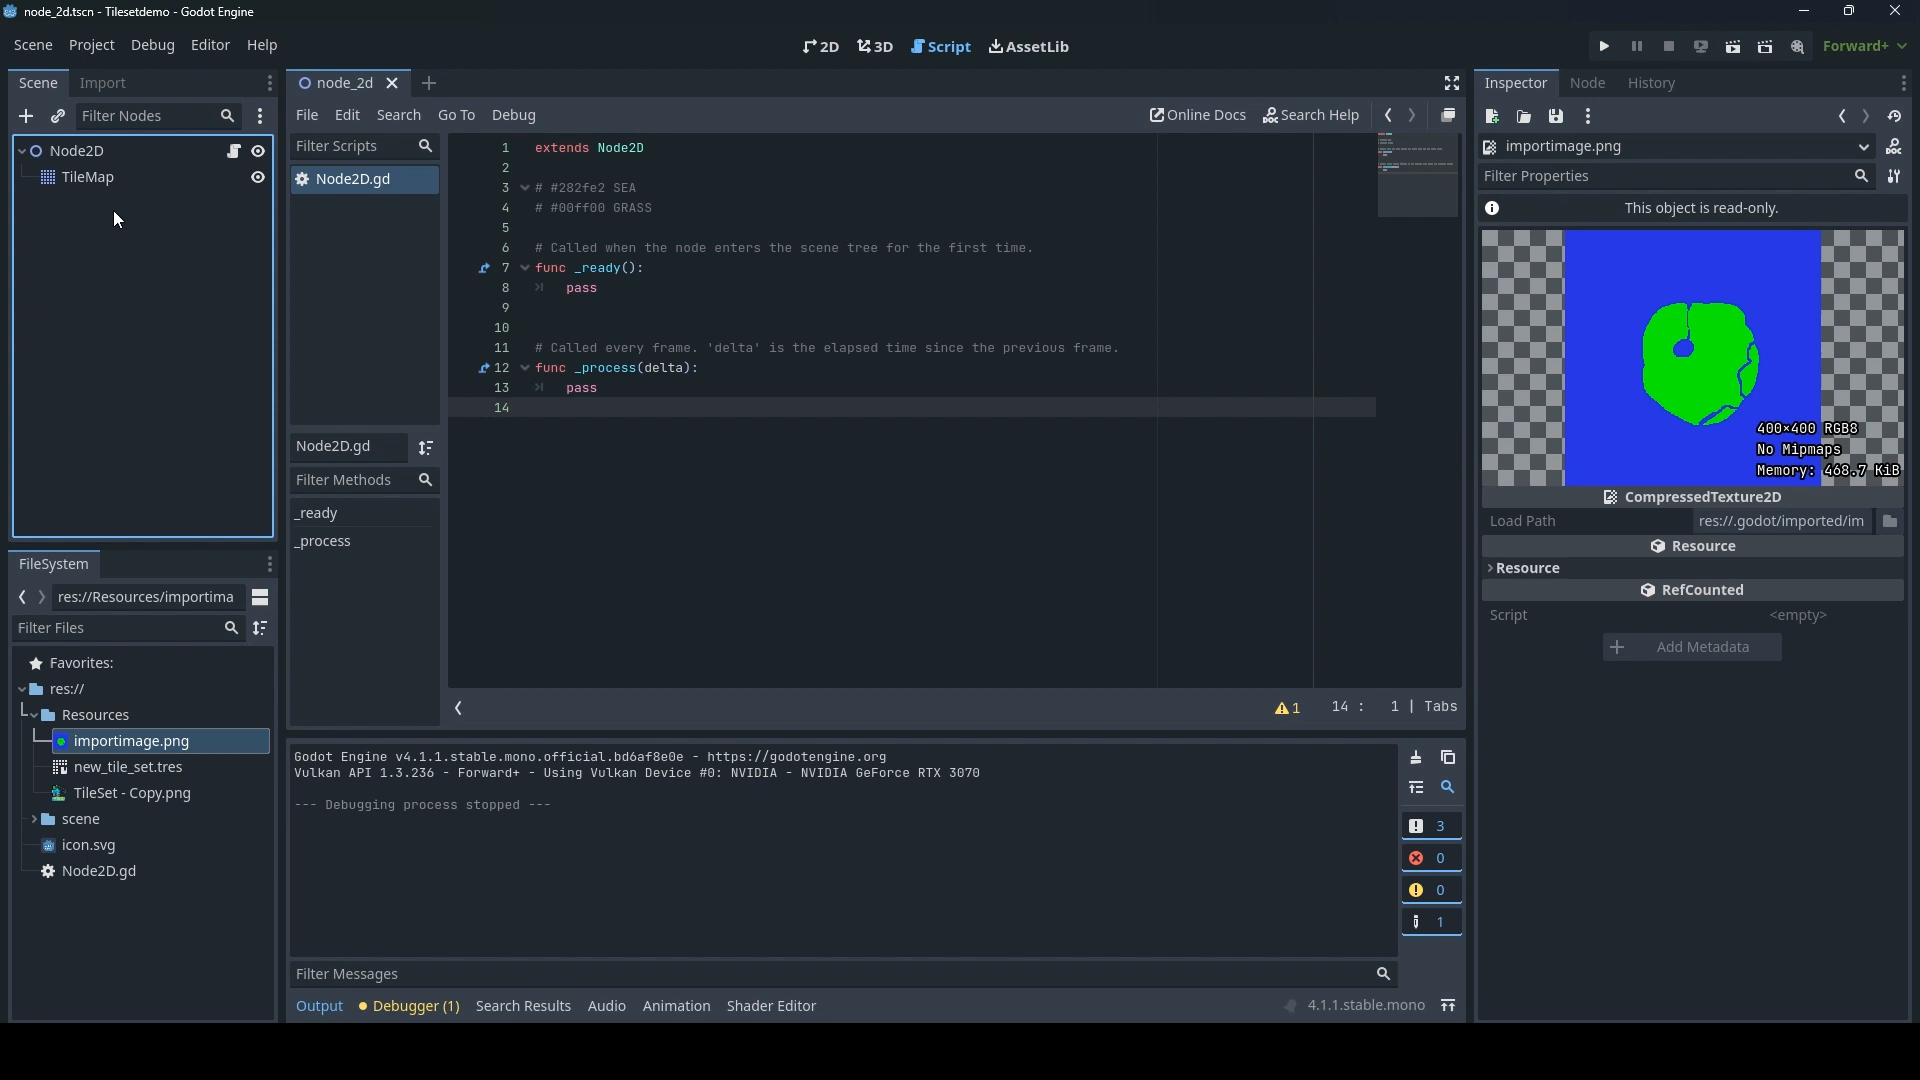 node_2d.tscn - Tilesetdemo - Godot Engine
Scene Project Debug Editor Help
2D 3D Script AssetLib
Forward+
Scene Import
Filter Nodes
Node2D
TileMap
FileSystem
res://Resources/importima
Filter Files
Favorites:
res://
Resources
importimage.png
new_tile_set.tres
TileSet - Copy.png
scene
icon.svg
Node2D.gd
node_2d
File Edit Search Go To Debug
Online Docs Search Help
Filter Scripts
Node2D.gd
Node2D.gd
Filter Methods
_ready
_process
1 extends Node2D
2
3 # #282fe2 SEA
4 # #00ff00 GRASS
5
6 # Called when the node enters the scene tree for the first time.
7 func _ready():
8 pass
9
10
11 # Called every frame. 'delta' is the elapsed time since the previous frame.
12 func _process(delta):
13 pass
14
1 14 : 1 | Tabs
Godot Engine v4.1.1.stable.mono.official.bd6af8e0e - https://godotengine.org
Vulkan API 1.3.236 - Forward+ - Using Vulkan Device #0: NVIDIA - NVIDIA GeForce RTX 3070
--- Debugging process stopped ---
3
0
0
1
Filter Messages
Output Debugger (1) Search Results Audio Animation Shader Editor
4.1.1.stable.mono
Inspector Node History
importimage.png
Filter Properties
This object is read-only.
400×400 RGB8
No Mipmaps
Memory: 468.7 KiB
CompressedTexture2D
Load Path res://.godot/imported/im
Resource
Resource
RefCounted
Script <empty>
Add Metadata